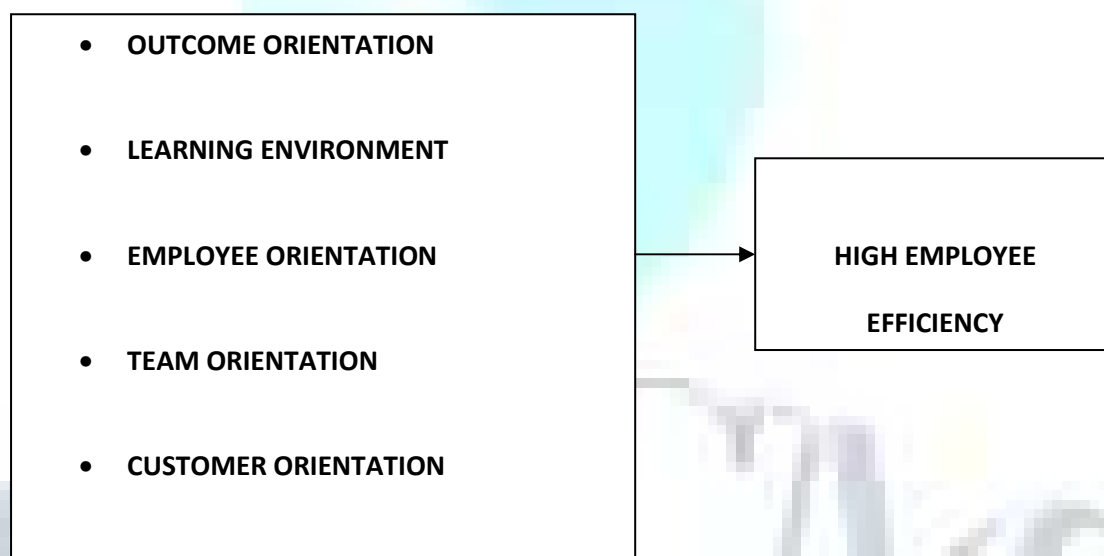 • OUTCOME ORIENTATION
• LEARNING ENVIRONMENT
• EMPLOYEE ORIENTATION
• TEAM ORIENTATION
• CUSTOMER ORIENTATION
HIGH EMPLOYEE
EFFICIENCY